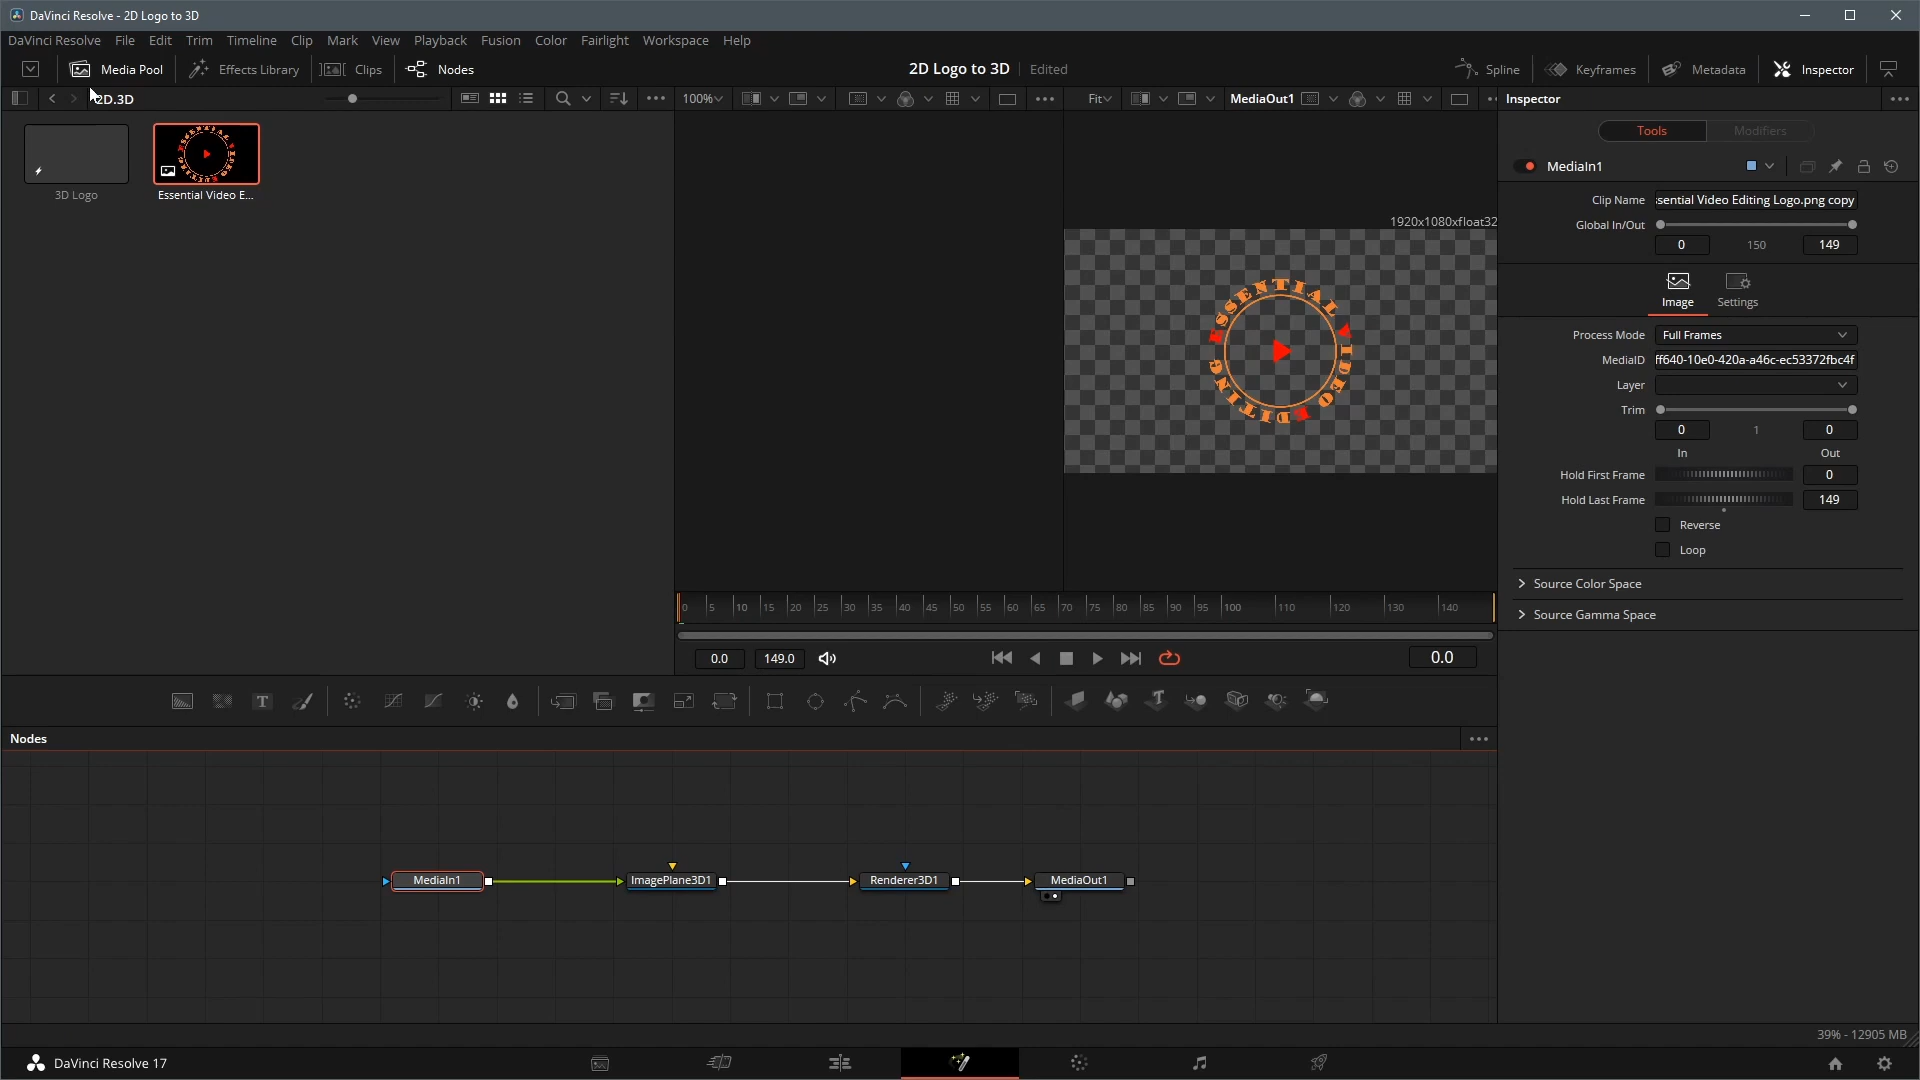 DaVinci Resolve - 2D Logo to 3D
DaVinci Resolve File Edit Trim Timeline Clip Mark View Playback Fusion Color Fairlight Workspace Help
Media Pool Effects Library Clips Nodes 2D Logo to 3D Edited Spline Keyframes Metadata Inspector
2D.3D 100% Fit MediaOut1 Inspector
Tools Modifiers
MediaIn1
3D Logo Essential Video E...
Clip Name sential Video Editing Logo.png copy
1920x1080xfloat32
Global In/Out
0 150 149
ESSENTIAL VIDEO EDITING
Image Settings
Process Mode Full Frames
MediaID ff640-10e0-420a-a46c-ec53372fbc4f
Layer
Trim
0 1 0
In Out
Hold First Frame 0
Hold Last Frame 149
Reverse
Loop
Source Color Space
Source Gamma Space
0 5 10 15 20 25 30 35 40 45 50 55 60 65 70 75 80 85 90 95 100 110 120 130 140
0.0 149.0 0.0
Nodes
MediaIn1 ImagePlane3D1 Renderer3D1 MediaOut1
39% - 12905 MB
DaVinci Resolve 17